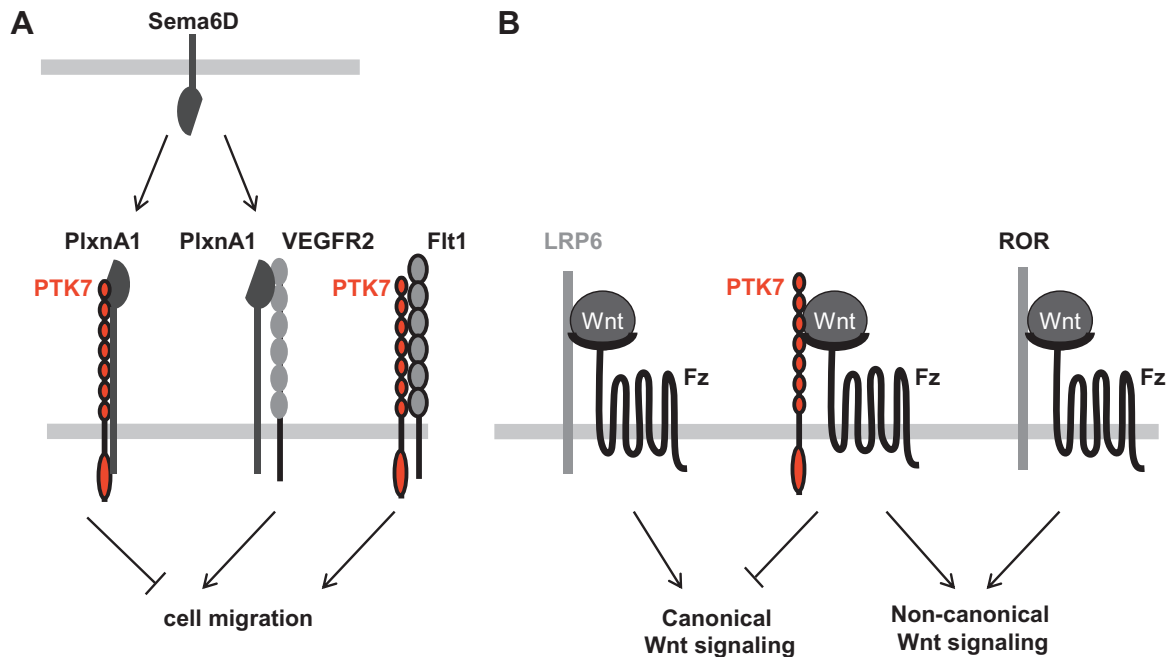 A
Sema6D
PlxnA1
PTK7
PlxnA1
VEGFR2
Flt1
PTK7
cell migration
B
LRP6
Wnt
Fz
PTK7
Wnt
Fz
ROR
Wnt
Fz
Canonical
Wnt signaling
Non-canonical
Wnt signaling